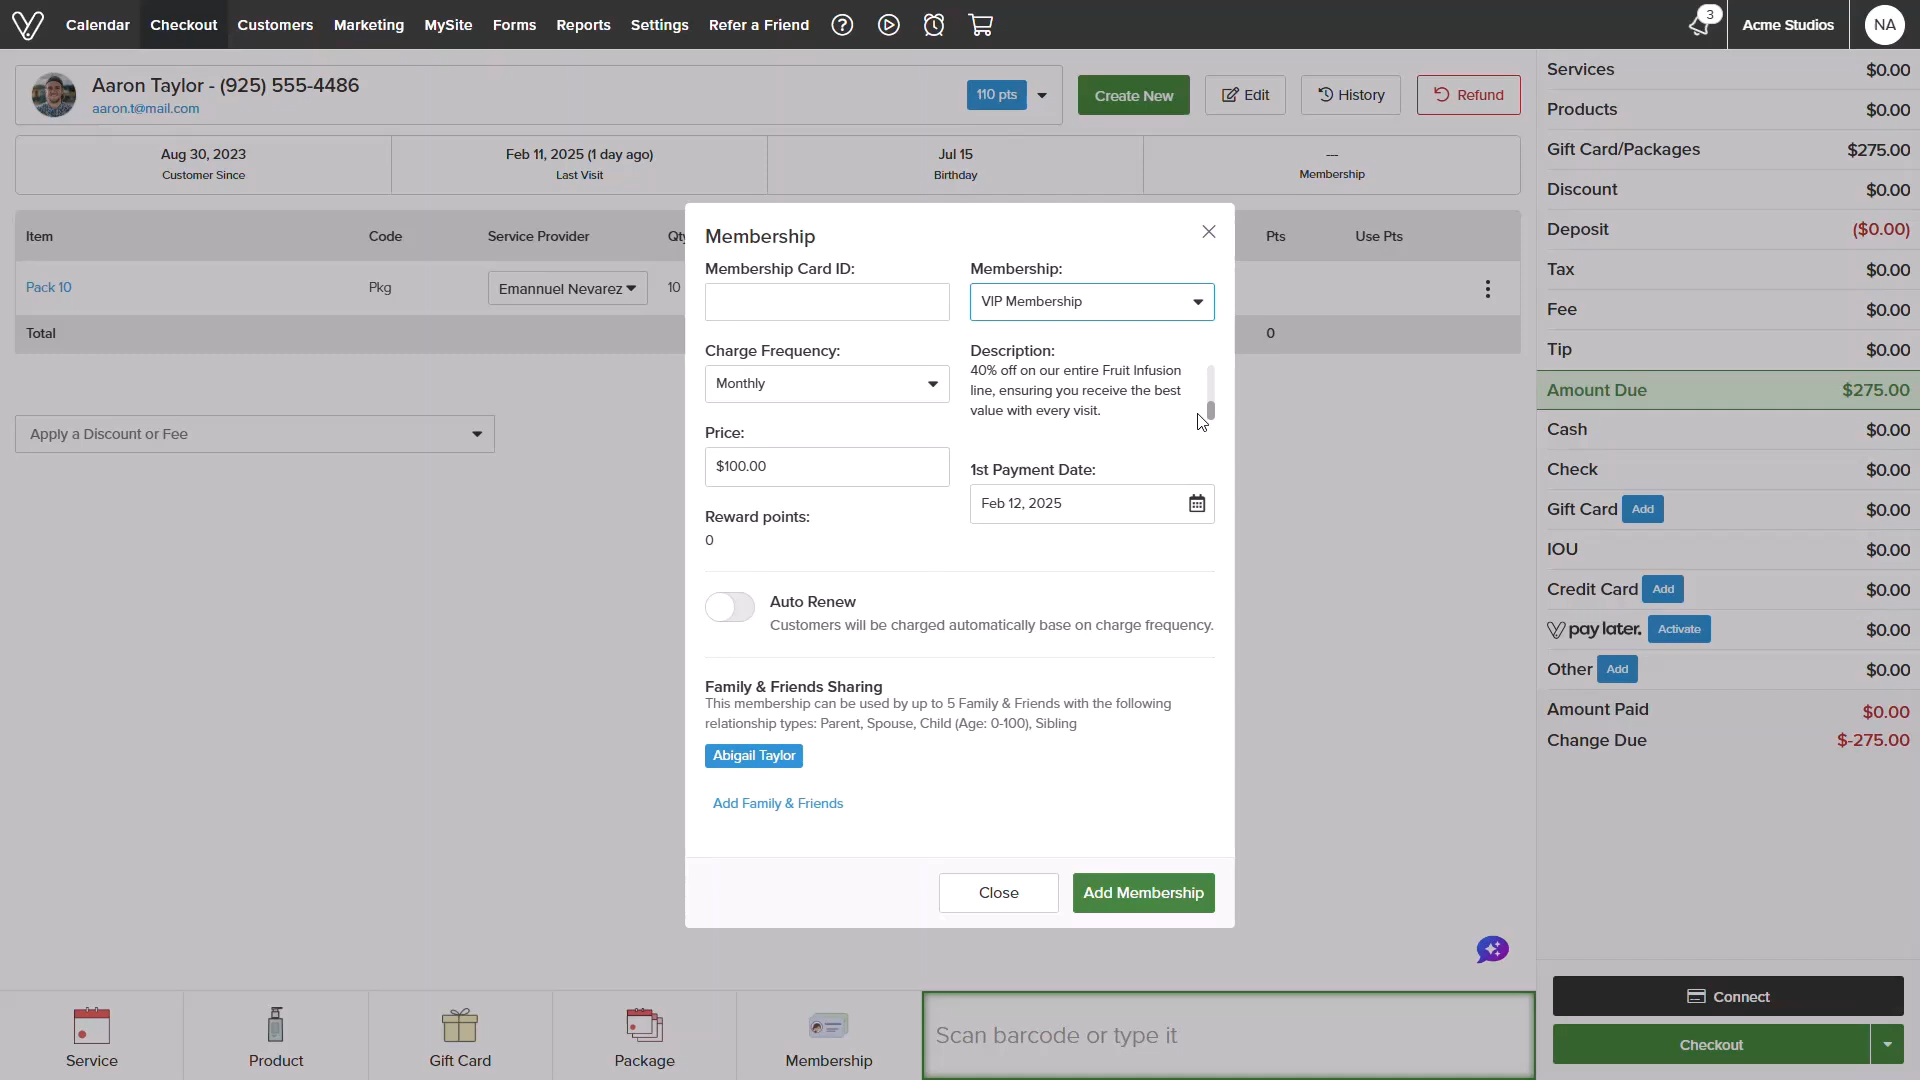 Calendar
Checkout
Customers
Marketing
MySite
Forms
Reports
Settings
Refer a Friend
3
Acme Studios
NA
Aaron Taylor - (925) 555-4486
aaron.t@mail.com
110 pts
Create New
Edit
History
Refund
Aug 30, 2023
Customer Since
Feb 11, 2025 (1 day ago)
Last Visit
Jul 15
Birthday
---
Membership
Item
Code
Service Provider
Qty
Pts
Use Pts
Pack 10
Pkg
Emannuel Nevarez
10
Total
0
Apply a Discount or Fee
Membership
Membership Card ID:
Membership:
VIP Membership
Charge Frequency:
Monthly
Description:
40% off on our entire Fruit Infusion
line, ensuring you receive the best
value with every visit.
Price:
$100.00
1st Payment Date:
Feb 12, 2025
Reward points:
0
Auto Renew
Customers will be charged automatically base on charge frequency.
Family & Friends Sharing
This membership can be used by up to 5 Family & Friends with the following
relationship types: Parent, Spouse, Child (Age: 0-100), Sibling
Abigail Taylor
Add Family & Friends
Close
Add Membership
Services $0.00
Products $0.00
Gift Card/Packages $275.00
Discount $0.00
Deposit ($0.00)
Tax $0.00
Fee $0.00
Tip $0.00
Amount Due $275.00
Cash $0.00
Check $0.00
Gift Card Add $0.00
IOU $0.00
Credit Card Add $0.00
pay later. Activate $0.00
Other Add $0.00
Amount Paid $0.00
Change Due $-275.00
Connect
Checkout
Service
Product
Gift Card
Package
Membership
Scan barcode or type it